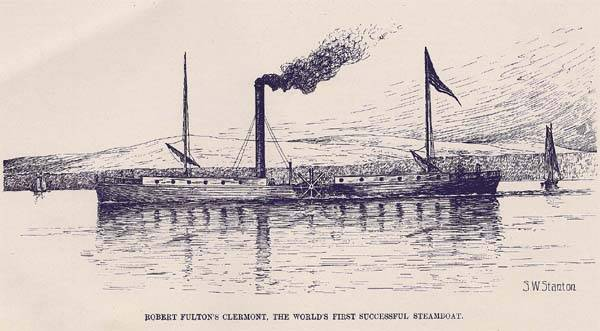 S.W. Stanton
ROBERT FULTON'S CLERMONT, THE WORLD'S FIRST SUCCESSFUL STEAMBOAT.